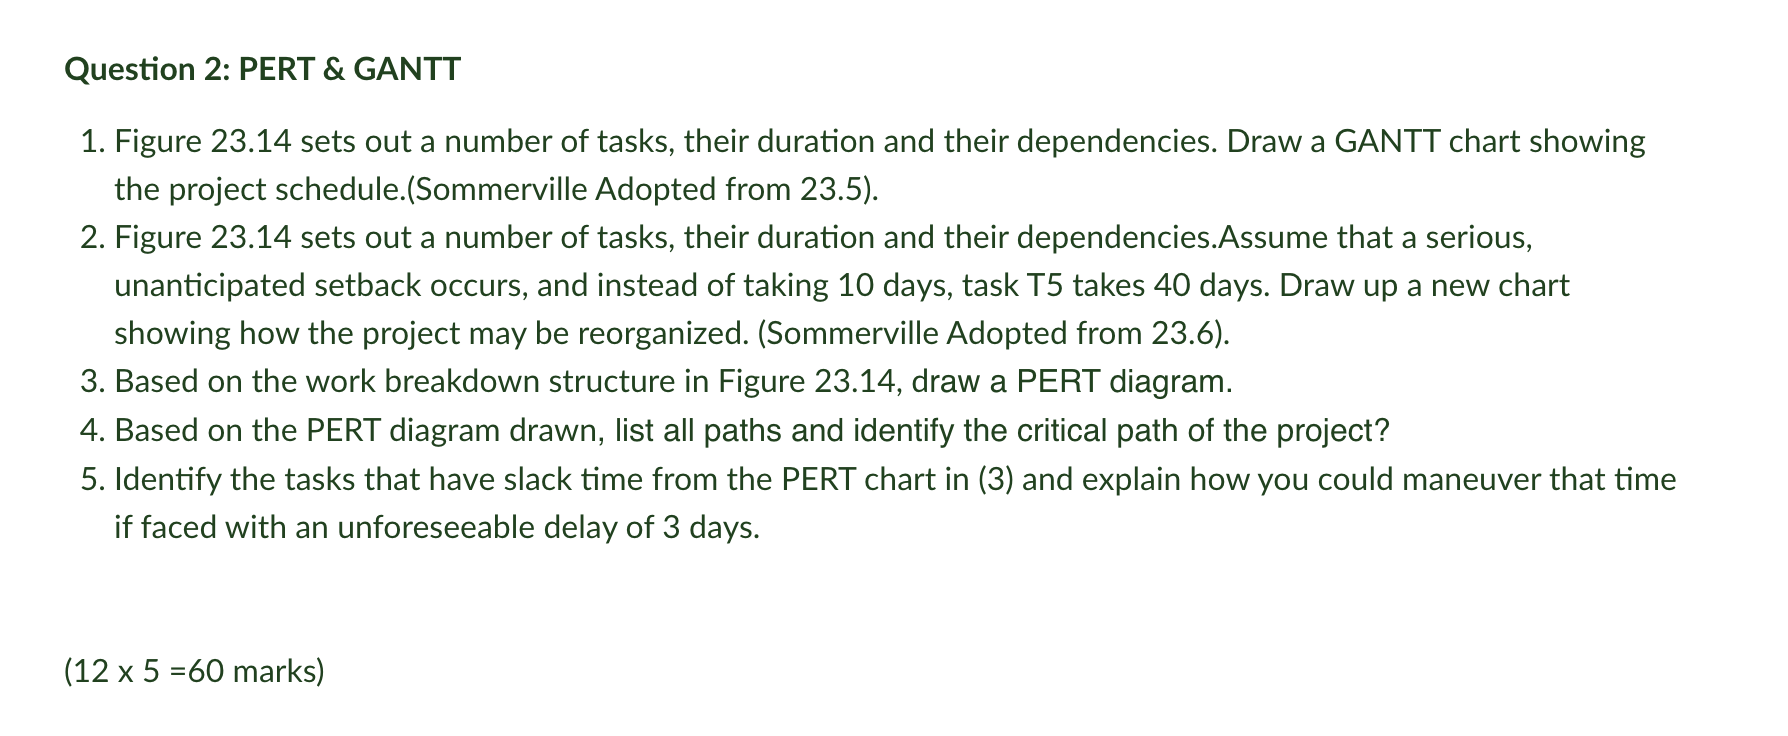 Question 2: PERT & GANTT
1. Figure 23.14 sets out a number of tasks, their duration and their dependencies. Draw a GANTT chart showing
the project schedule.(Sommerville Adopted from 23.5).
2. Figure 23.14 sets out a number of tasks, their duration and their dependencies.Assume that a serious,
unanticipated setback occurs, and instead of taking 10 days, task T5 takes 40 days. Draw up a new chart
showing how the project may be reorganized. (Sommerville Adopted from 23.6).
3. Based on the work breakdown structure in Figure 23.14, draw a PERT diagram.
4. Based on the PERT diagram drawn, list all paths and identify the critical path of the project?
5. Identify the tasks that have slack time from the PERT chart in (3) and explain how you could maneuver that time
if faced with an unforeseeable delay of 3 days.
(12 x 5 =60 marks)